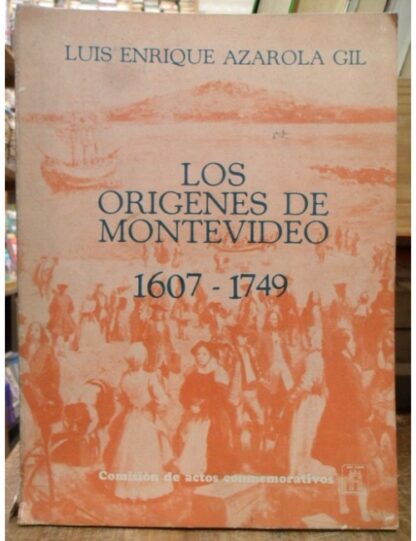 LUIS ENRIQUE AZAROLA GIL
LOS
ORIGENES DE
MONTEVIDEO
1607 - 1749
Comisión de actos conmemorativos